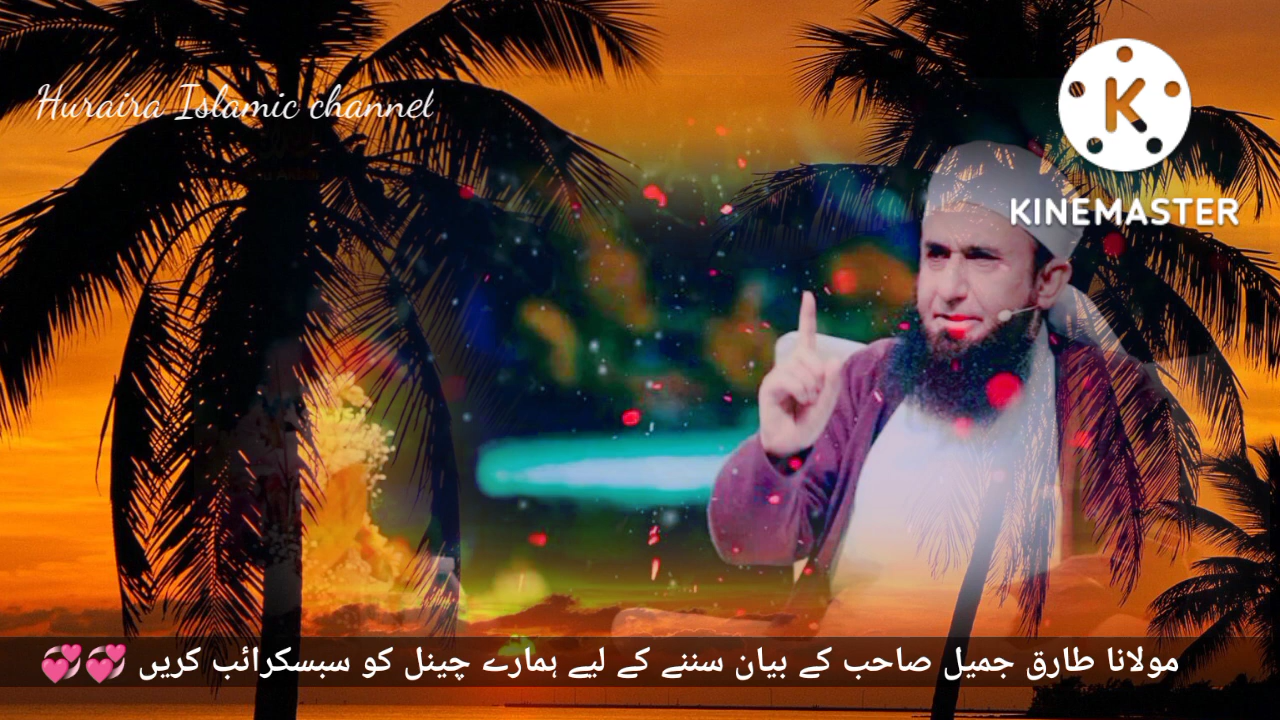 Huraira Islamic channel
KINEMASTER
مولانا طارق جمیل صاحب کے بیان سننے کے لیے ہمارے چینل کو سبسکرائب کریں 💞💞